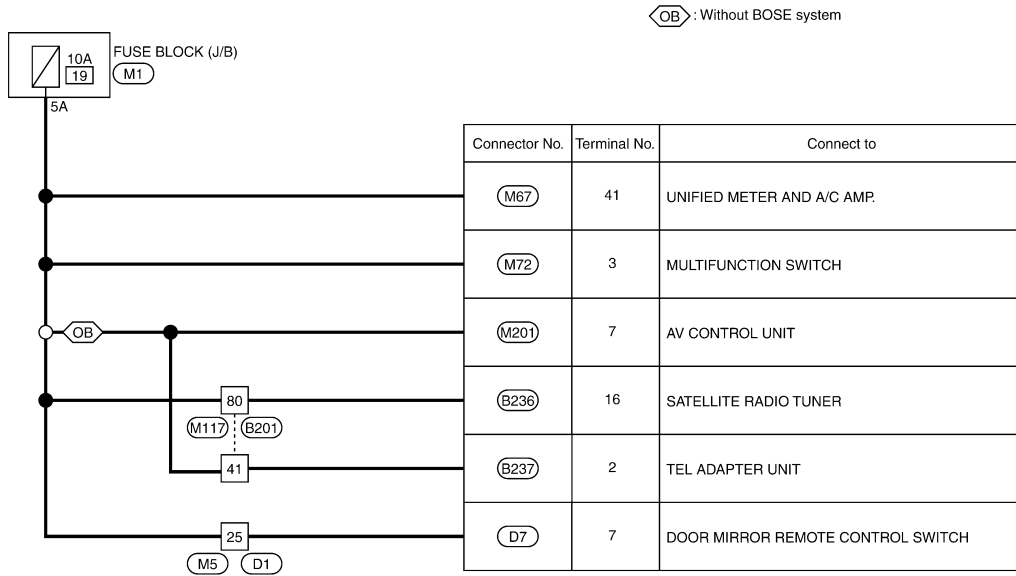 OB : Without BOSE system
10A
19
FUSE BLOCK (J/B)
M1
5A
Connector No. Terminal No. Connect to
M67 41 UNIFIED METER AND A/C AMP.
M72 3 MULTIFUNCTION SWITCH
OB M201 7 AV CONTROL UNIT
80 B236 16 SATELLITE RADIO TUNER
M117 B201
41 B237 2 TEL ADAPTER UNIT
25 D7 7 DOOR MIRROR REMOTE CONTROL SWITCH
M5 D1